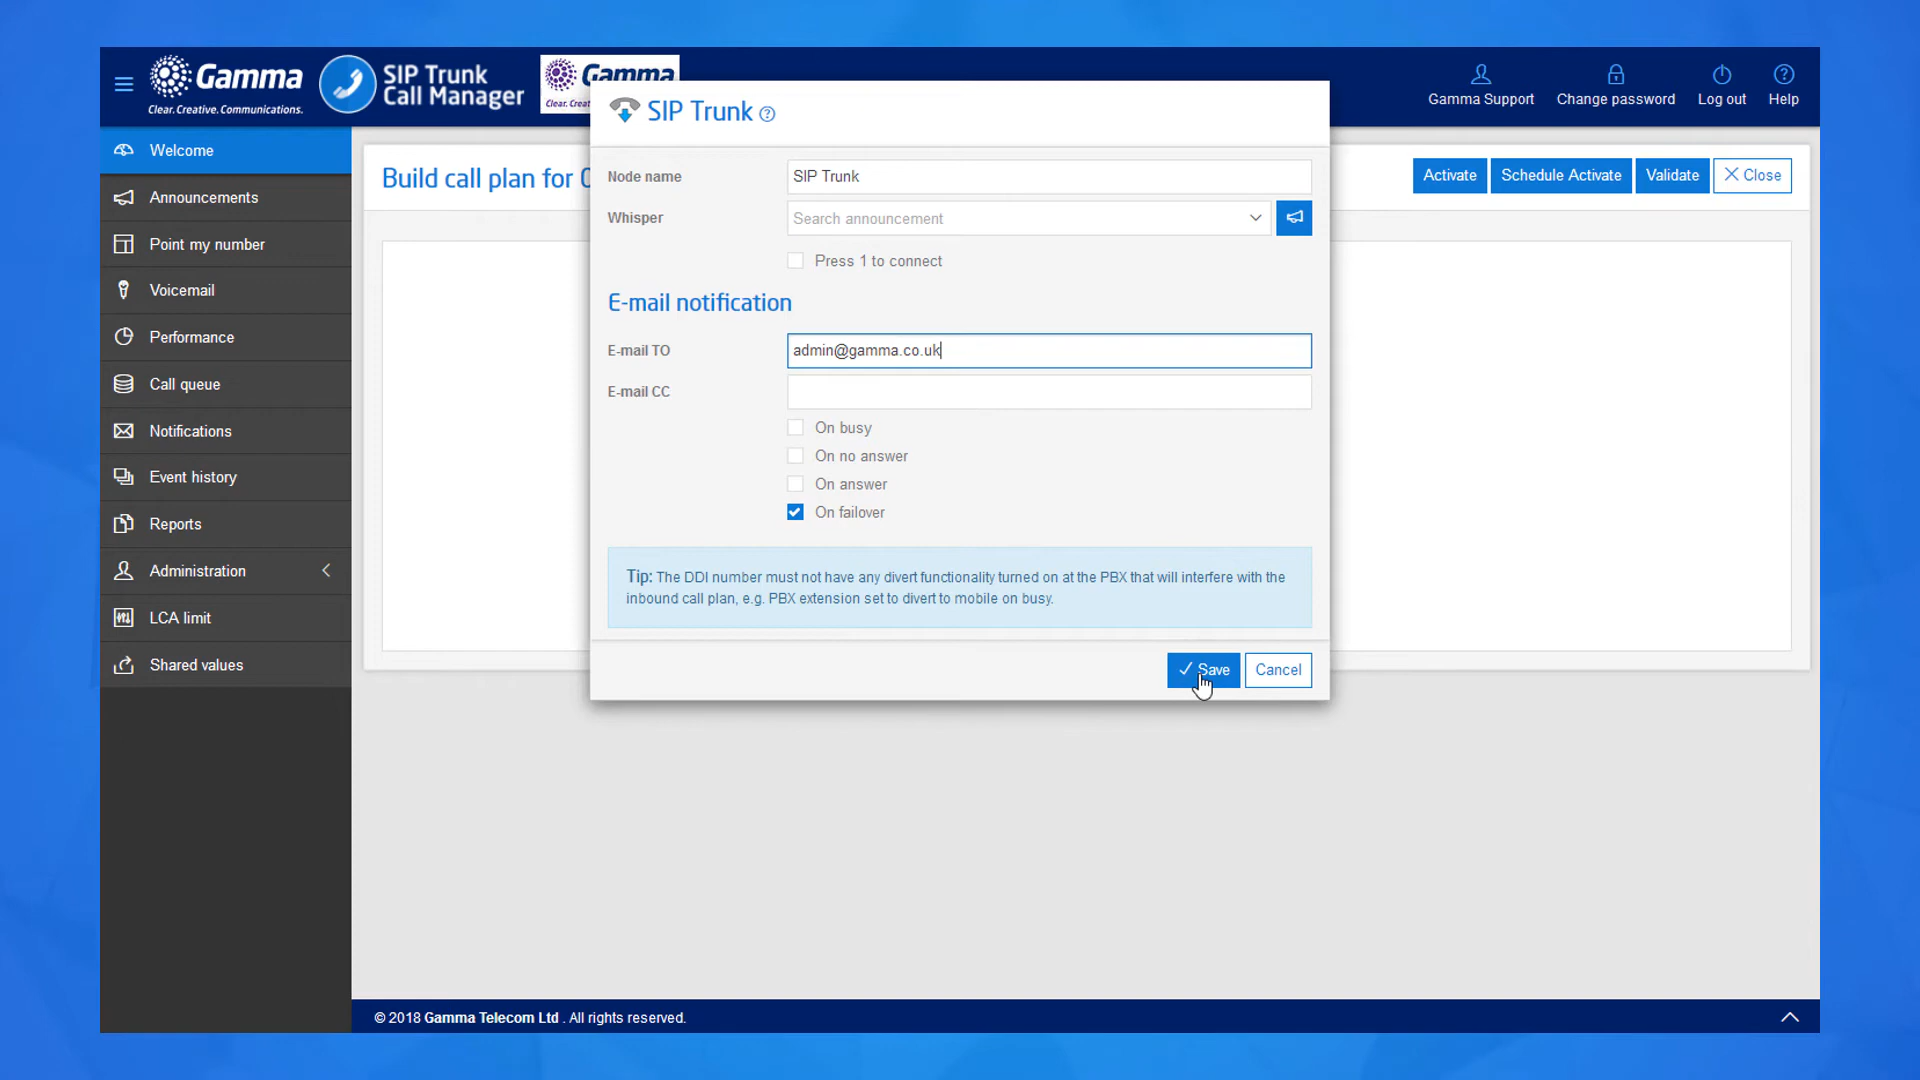 Gamma
Clear. Creative. Communications.
SIP Trunk
Call Manager
Gamma
Clear. Crea
Gamma Support
Change password
Log out
Help
Welcome
Announcements
Point my number
Voicemail
Performance
Call queue
Notifications
Event history
Reports
Administration
LCA limit
Shared values
Build call plan for 0
Activate
Schedule Activate
Validate
Close
SIP Trunk
Node name
SIP Trunk
Whisper
Search announcement
Press 1 to connect
E-mail notification
E-mail TO
admin@gamma.co.uk
E-mail CC
On busy
On no answer
On answer
On failover
Tip: The DDI number must not have any divert functionality turned on at the PBX that will interfere with the
inbound call plan, e.g. PBX extension set to divert to mobile on busy.
Save
Cancel
© 2018 Gamma Telecom Ltd . All rights reserved.